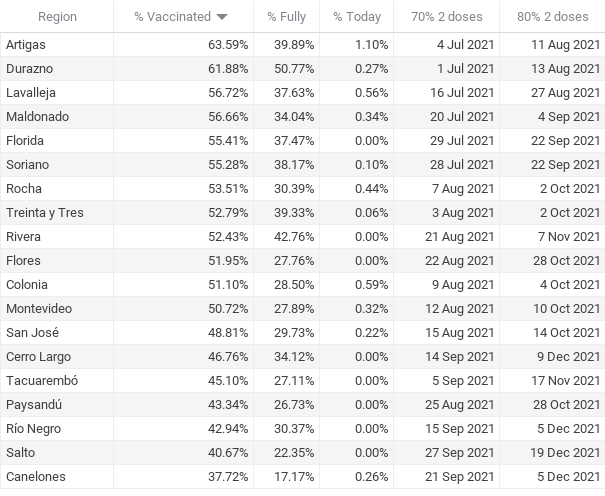 Region % Vaccinated % Fully % Today 70% 2 doses 80% 2 doses
Artigas 63.59% 39.89% 1.10% 4 Jul 2021 11 Aug 2021
Durazno 61.88% 50.77% 0.27% 1 Jul 2021 13 Aug 2021
Lavalleja 56.72% 37.63% 0.56% 16 Jul 2021 27 Aug 2021
Maldonado 56.66% 34.04% 0.34% 20 Jul 2021 4 Sep 2021
Florida 55.41% 37.47% 0.00% 29 Jul 2021 22 Sep 2021
Soriano 55.28% 38.17% 0.10% 28 Jul 2021 22 Sep 2021
Rocha 53.51% 30.39% 0.44% 7 Aug 2021 2 Oct 2021
Treinta y Tres 52.79% 39.33% 0.06% 3 Aug 2021 2 Oct 2021
Rivera 52.43% 42.76% 0.00% 21 Aug 2021 7 Nov 2021
Flores 51.95% 27.76% 0.00% 22 Aug 2021 28 Oct 2021
Colonia 51.10% 28.50% 0.59% 9 Aug 2021 4 Oct 2021
Montevideo 50.72% 27.89% 0.32% 12 Aug 2021 10 Oct 2021
San José 48.81% 29.73% 0.22% 15 Aug 2021 14 Oct 2021
Cerro Largo 46.76% 34.12% 0.00% 14 Sep 2021 9 Dec 2021
Tacuarembó 45.10% 27.11% 0.00% 5 Sep 2021 17 Nov 2021
Paysandú 43.34% 26.73% 0.00% 25 Aug 2021 28 Oct 2021
Río Negro 42.94% 30.37% 0.00% 15 Sep 2021 5 Dec 2021
Salto 40.67% 22.35% 0.00% 27 Sep 2021 19 Dec 2021
Canelones 37.72% 17.17% 0.26% 21 Sep 2021 5 Dec 2021